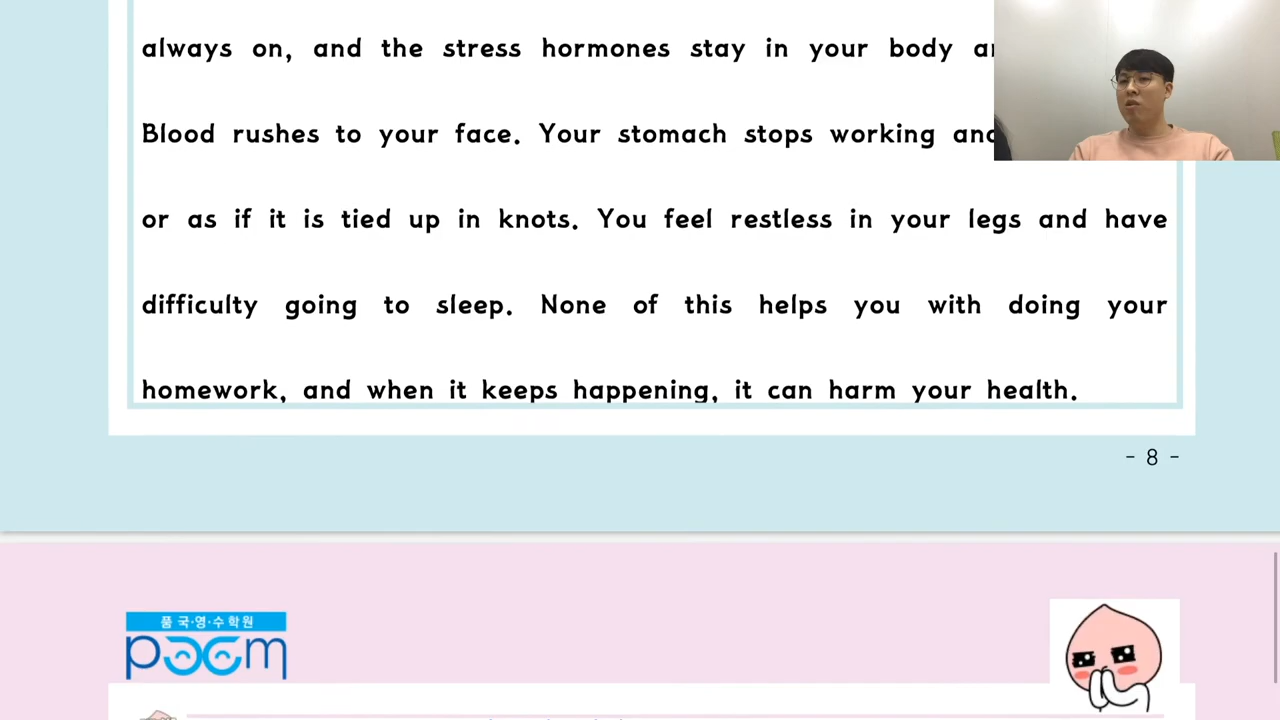 always on, and the stress hormones stay in your body
Blood rushes to your face. Your stomach stops working
or as if it is tied up in knots. You feel restless in your legs and have
difficulty going to sleep. None of this helps you with doing your
homework, and when it keeps happening, it can harm your health.
- 8 -
품 국·영·수 학원
poem